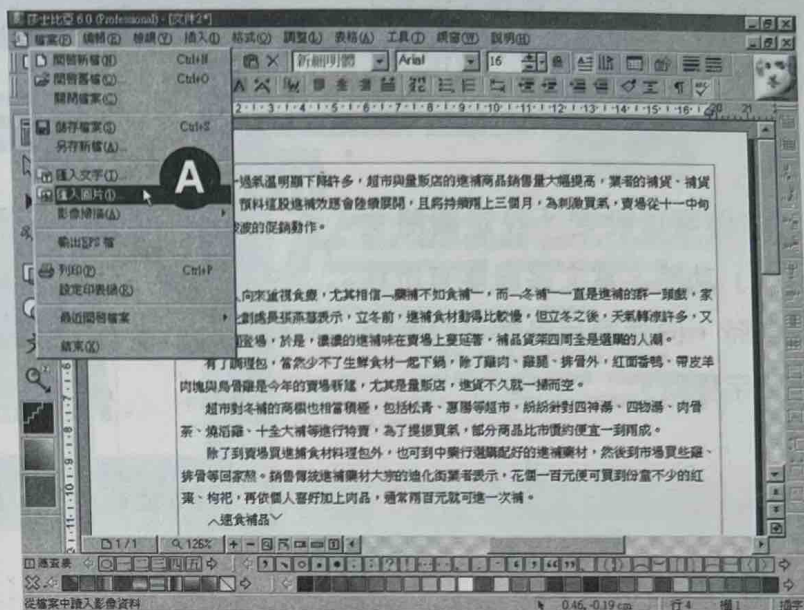 莎士比亞 6.0 (Professional) - [文件2*]
檔案(F) 編輯(E) 檢視(V) 插入(I) 格式(O) 調整(L) 表格(A) 工具(T) 視窗(W) 說明(H)
開啟新檔(N) Ctrl+N
開啟舊檔(O)... Ctrl+O
關閉檔案(C)
儲存檔案(S) Ctrl+S
另存新檔(A)...
匯入文字(T)...
匯入圖片(I)...
影像掃描(A)
輸出EPS 檔
列印(P)... Ctrl+P
設定印表機(R)
最近開啟檔案
結束(X)
A
新細明體 Arial 16
一過氣溫明顯下降許多,超市與量販店的進補商品銷售量大幅提高,業者的補貨、補貨
預料這股進補效應會陸續展開,且將持續兩上三個月,為刺激買氣,賣場從十一中旬
波的促銷動作。
向來重視食療,尤其相信﹁藥補不如食補﹂,而﹁冬補﹂一直是進補的群一頭戲,家
創處長張燕慧表示,立冬前,進補食材動得比較慢,但立冬之後,天氣轉涼許多,又
登場,於是,濃濃的進補味在賣場上蔓延著,補品貨架四周全是選購的人潮。
有了調理包,當然少不了生鮮食材一起下鍋,除了雞肉、雞腿、排骨外,紅面番鴨、帶皮羊
肉塊與烏骨雞是今年的賣場新寵,尤其是量販店,進貨不久就一掃而空。
超市對冬補的商機也相當積極,包括松青、惠陽等超市,紛紛針對四神湯、四物湯、肉骨
茶、燒酒雞、十全大補等進行特賣,為了提振買氣,部分商品比市價約便宜一到兩成。
除了到賣場買進補食材料理包外,也可到中藥行選購配好的進補藥材,然後到市場買些雞、
排骨等回家熬。銷售傳統進補藥材大宗的迪化街業者表示,花個一百元便可買到份量不少的紅
棗、枸杞,再依個人喜好加上肉品,通常兩百元就可進一次補。
︿速食補品﹀
1/1 125%
從檔案中讀入影像資料 0.46, -0.19 cm 行 4 欄 1 插字